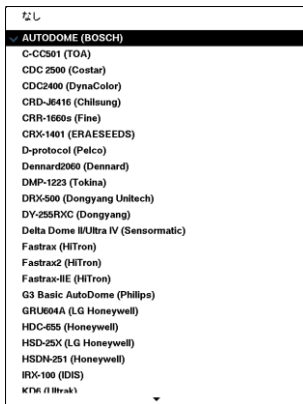 なし
AUTODOME (BOSCH)
C-CC501 (TOA)
CDC 2500 (Costar)
CDC2400 (DynaColor)
CRD-J6416 (Chilsung)
CRR-1660s (Fine)
CRX-1401 (ERAESEEDS)
D-protocol (Pelco)
Dennard2060 (Dennard)
DMP-1223 (Tokina)
DRX-500 (Dongyang Unitech)
DY-255RXC (Dongyang)
Delta Dome II/Ultra IV (Sensormatic)
Fastrax (HiTron)
Fastrax2 (HiTron)
Fastrax-IIE (HiTron)
G3 Basic AutoDome (Philips)
GRU604A (LG Honeywell)
HDC-655 (Honeywell)
HSD-25X (LG Honeywell)
HSDN-251 (Honeywell)
IRX-100 (IDIS)
KD6 (Ultrak)